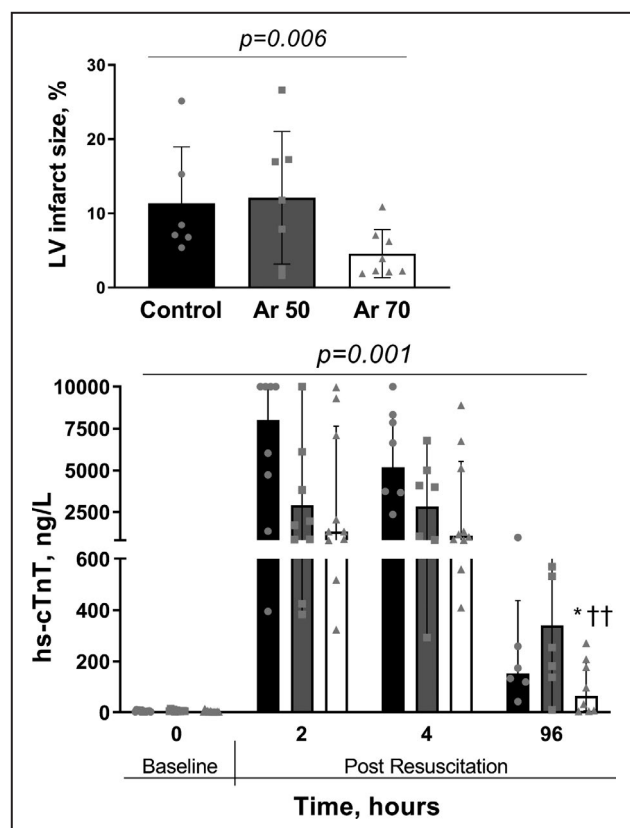 p=0.006
LV infarct size, %
30
20
10
0
Control Ar 50 Ar 70
p=0.001
hs-cTnT, ng/L
10000
7500
5000
2500
600
400
200
0
* ††
0 2 4 96
Baseline Post Resuscitation
Time, hours